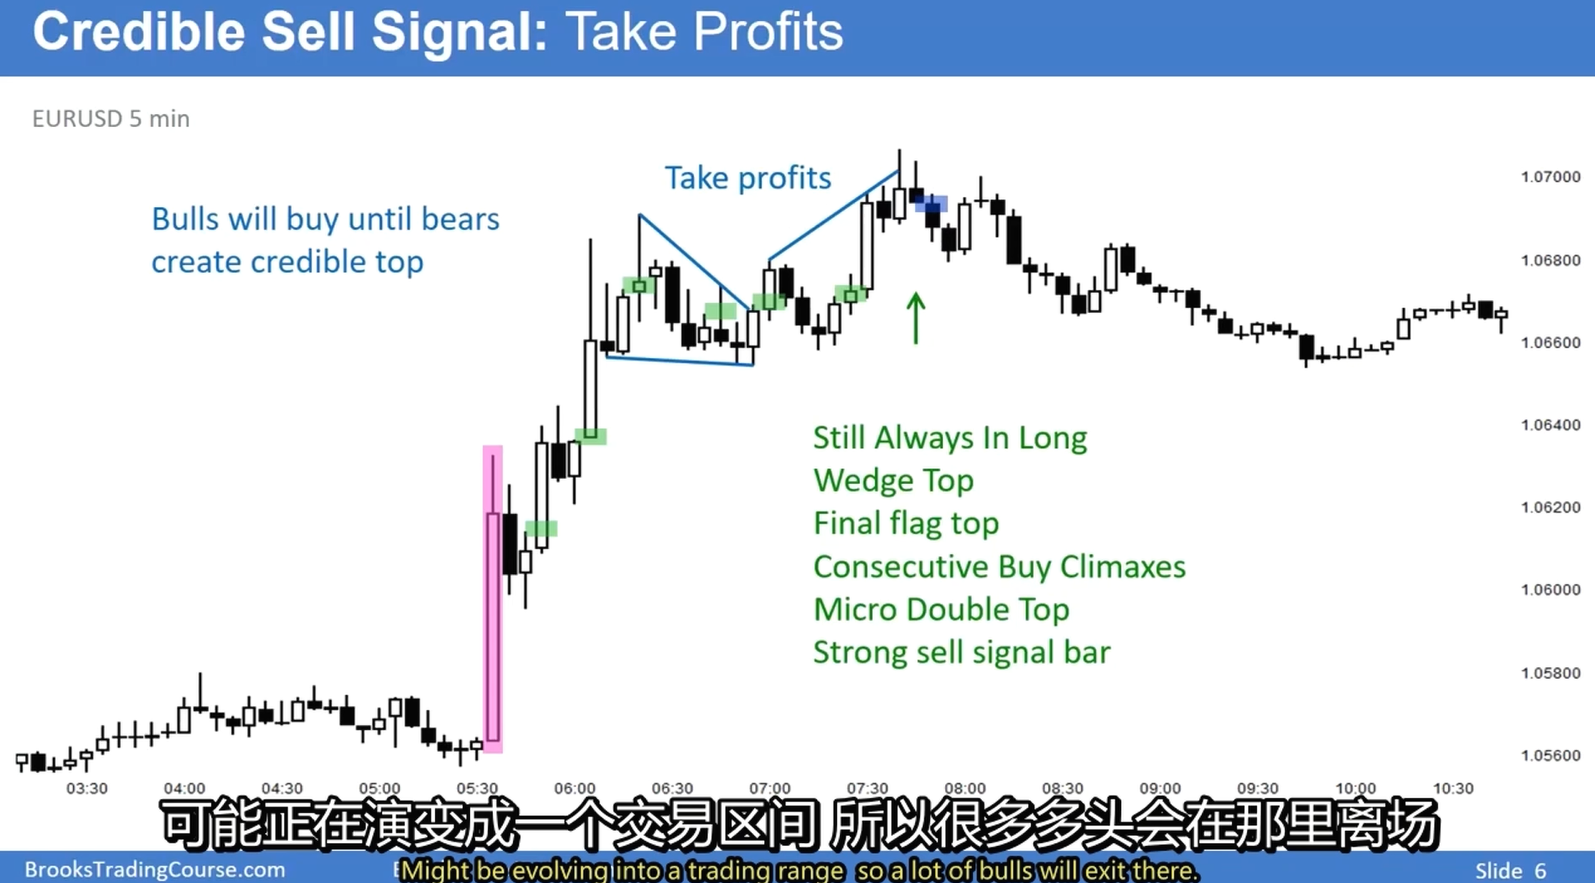 Credible Sell Signal: Take Profits
EURUSD 5 min
Take profits
Bulls will buy until bears
create credible top
1.07000
1.06800
1.06600
1.06400
1.06200
1.06000
1.05800
1.05600
Still Always In Long
Wedge Top
Final flag top
Consecutive Buy Climaxes
Micro Double Top
Strong sell signal bar
03:30 04:00 04:30 05:00 05:30 06:00 06:30 07:00 07:30 08:00 08:30 09:00 09:30 10:00 10:30
可能正在演变成一个交易区间 所以很多多头会在那里离场
Might be evolving into a trading range so a lot of bulls will exit there.
BrooksTradingCourse.com
Slide 6